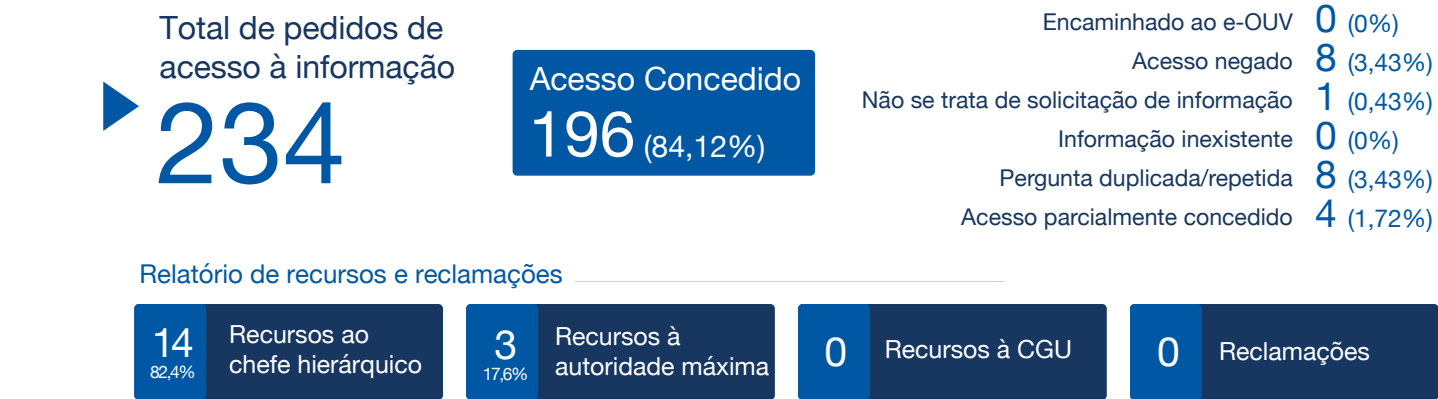 Total de pedidos de
acesso à informação
234
Acesso Concedido
196 (84,12%)
Encaminhado ao e-OUV 0 (0%)
Acesso negado 8 (3,43%)
Não se trata de solicitação de informação 1 (0,43%)
Informação inexistente 0 (0%)
Pergunta duplicada/repetida 8 (3,43%)
Acesso parcialmente concedido 4 (1,72%)
Relatório de recursos e reclamações
14
82,4%
Recursos ao
chefe hierárquico
3
17,6%
Recursos à
autoridade máxima
0 Recursos à CGU
0 Reclamações